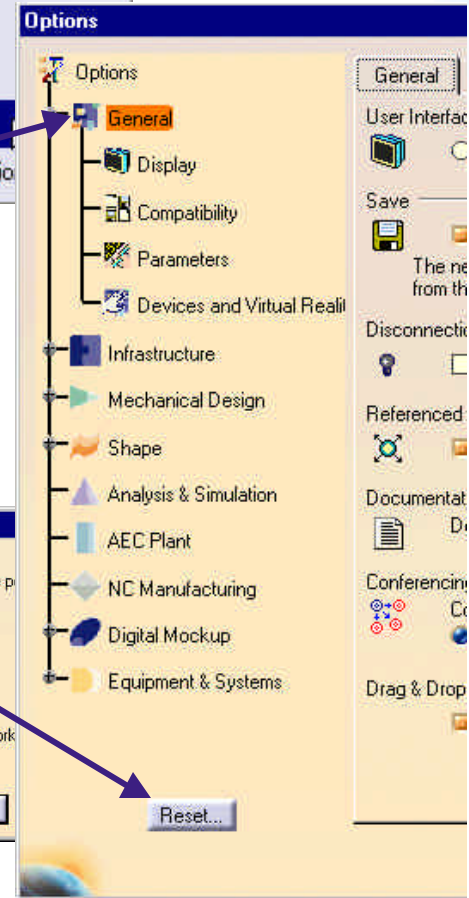 Options
Options
General
Display
Compatibility
Parameters
Devices and Virtual Reali
Infrastructure
Mechanical Design
Shape
Analysis & Simulation
AEC Plant
NC Manufacturing
Digital Mockup
Equipment & Systems
Reset...
General
User Interfac
Save
The ne
from th
Disconnectio
Referenced
Documentat
D
Conferencing
Co
Drag & Drop